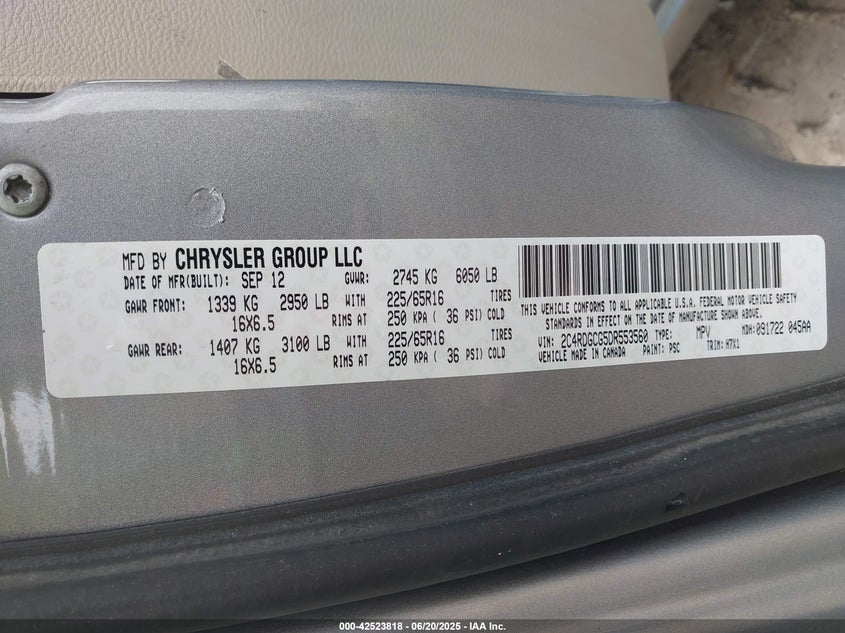 MFD BY CHRYSLER GROUP LLC
DATE OF MFR(BUILT): SEP 12 GVWR: 2745 KG 6050 LB
GAWR FRONT: 1339 KG 2950 LB WITH 225/65R16 TIRES
16X6.5 RIMS AT 250 KPA ( 36 PSI) COLD
GAWR REAR: 1407 KG 3100 LB WITH 225/65R16 TIRES
16X6.5 RIMS AT 250 KPA ( 36 PSI) COLD
THIS VEHICLE CONFORMS TO ALL APPLICABLE U.S.A. FEDERAL MOTOR VEHICLE SAFETY
STANDARDS IN EFFECT ON THE DATE OF MANUFACTURE SHOWN ABOVE.
VIN: 2C4RDGCG5DR553560 TYPE: MPV MDH: 091722 045AA
VEHICLE MADE IN CANADA PAINT: PSC TRIM: H7X1
000-42523818 - 06/20/2025 - IAA Inc.